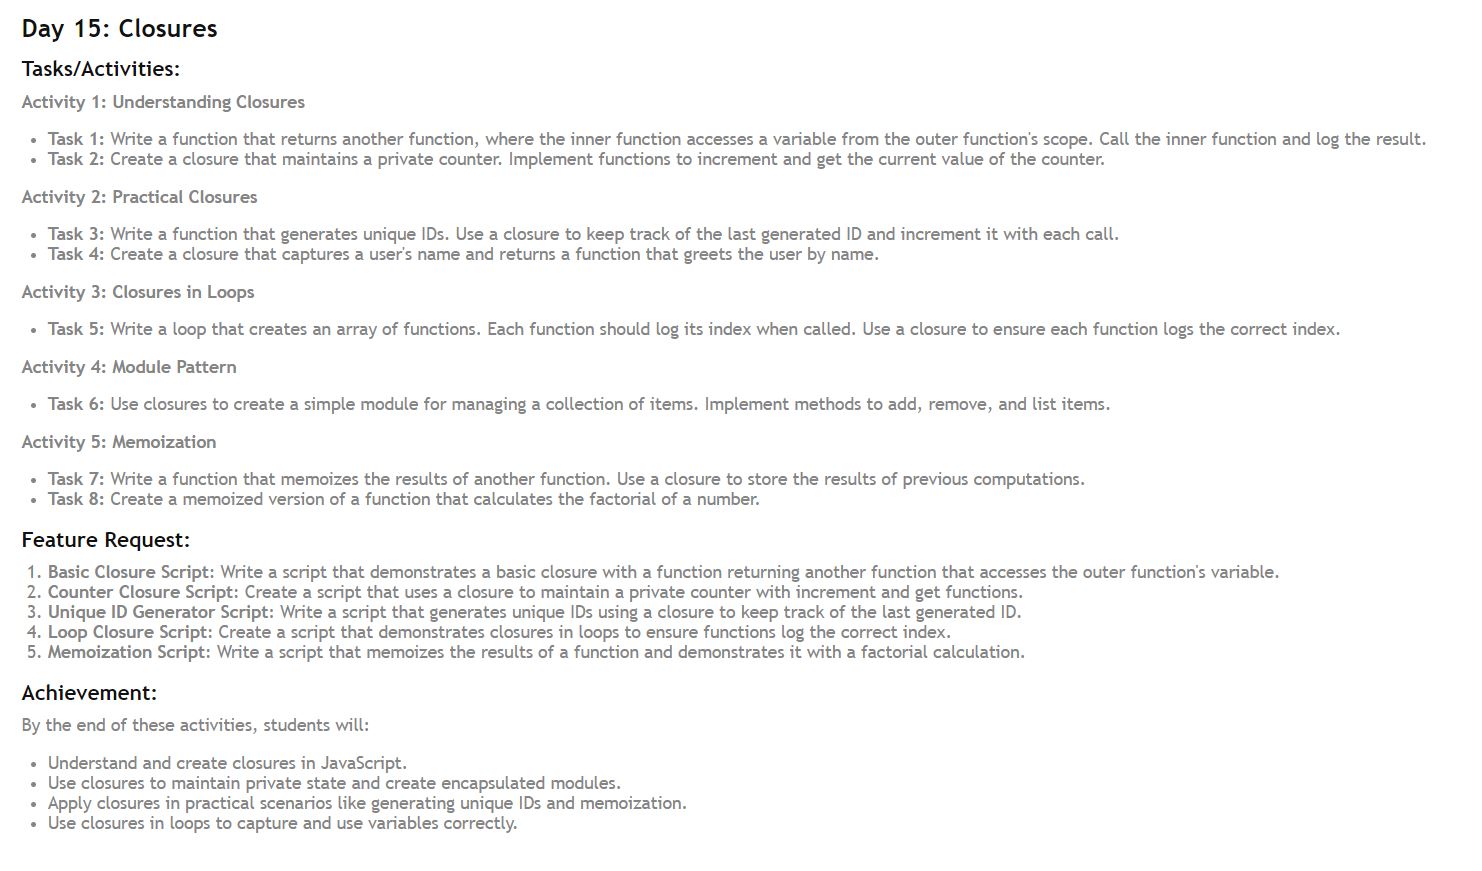 Day 15: Closures
Tasks/Activities:
Activity 1: Understanding Closures
• Task 1: Write a function that returns another function, where the inner function accesses a variable from the outer function's scope. Call the inner function and log the result.
• Task 2: Create a closure that maintains a private counter. Implement functions to increment and get the current value of the counter.
Activity 2: Practical Closures
• Task 3: Write a function that generates unique IDs. Use a closure to keep track of the last generated ID and increment it with each call.
• Task 4: Create a closure that captures a user's name and returns a function that greets the user by name.
Activity 3: Closures in Loops
• Task 5: Write a loop that creates an array of functions. Each function should log its index when called. Use a closure to ensure each function logs the correct index.
Activity 4: Module Pattern
• Task 6: Use closures to create a simple module for managing a collection of items. Implement methods to add, remove, and list items.
Activity 5: Memoization
• Task 7: Write a function that memoizes the results of another function. Use a closure to store the results of previous computations.
• Task 8: Create a memoized version of a function that calculates the factorial of a number.
Feature Request:
1. Basic Closure Script: Write a script that demonstrates a basic closure with a function returning another function that accesses the outer function's variable.
2. Counter Closure Script: Create a script that uses a closure to maintain a private counter with increment and get functions.
3. Unique ID Generator Script: Write a script that generates unique IDs using a closure to keep track of the last generated ID.
4. Loop Closure Script: Create a script that demonstrates closures in loops to ensure functions log the correct index.
5. Memoization Script: Write a script that memoizes the results of a function and demonstrates it with a factorial calculation.
Achievement:
By the end of these activities, students will:
• Understand and create closures in JavaScript.
• Use closures to maintain private state and create encapsulated modules.
• Apply closures in practical scenarios like generating unique IDs and memoization.
• Use closures in loops to capture and use variables correctly.